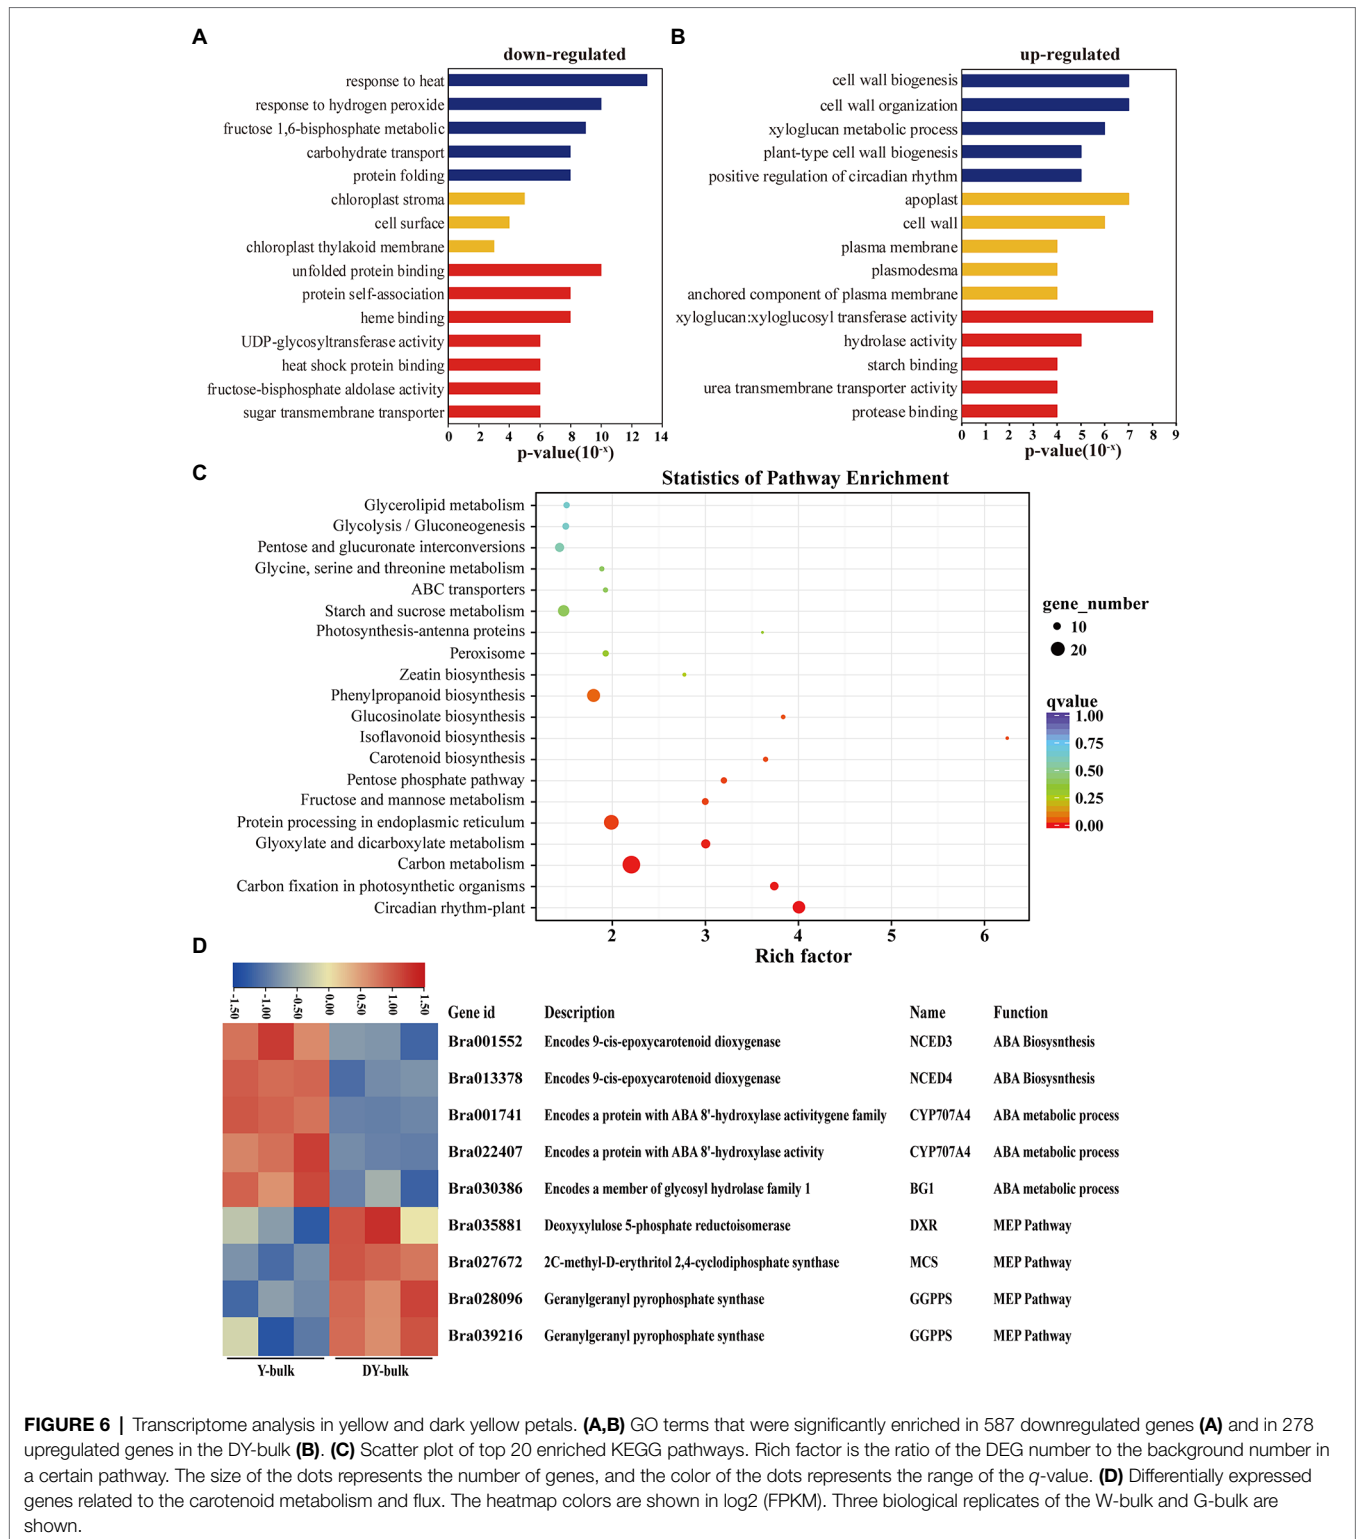 A
down-regulated
response to heat
response to hydrogen peroxide
fructose 1,6-bisphosphate metabolic
carbohydrate transport
protein folding
chloroplast stroma
cell surface
chloroplast thylakoid membrane
unfolded protein binding
protein self-association
heme binding
UDP-glycosyltransferase activity
heat shock protein binding
fructose-bisphosphate aldolase activity
sugar transmembrane transporter
0 2 4 6 8 10 12 14
p-value(10⁻ˣ)
B
up-regulated
cell wall biogenesis
cell wall organization
xyloglucan metabolic process
plant-type cell wall biogenesis
positive regulation of circadian rhythm
apoplast
cell wall
plasma membrane
plasmodesma
anchored component of plasma membrane
xyloglucan:xyloglucosyl transferase activity
hydrolase activity
starch binding
urea transmembrane transporter activity
protease binding
0 1 2 3 4 5 6 7 8 9
p-value(10⁻ˣ)
C
Statistics of Pathway Enrichment
Glycerolipid metabolism
Glycolysis / Gluconeogenesis
Pentose and glucuronate interconversions
Glycine, serine and threonine metabolism
ABC transporters
Starch and sucrose metabolism
Photosynthesis-antenna proteins
Peroxisome
Zeatin biosynthesis
Phenylpropanoid biosynthesis
Glucosinolate biosynthesis
Isoflavonoid biosynthesis
Carotenoid biosynthesis
Pentose phosphate pathway
Fructose and mannose metabolism
Protein processing in endoplasmic reticulum
Glyoxylate and dicarboxylate metabolism
Carbon metabolism
Carbon fixation in photosynthetic organisms
Circadian rhythm-plant
2 3 4 5 6
Rich factor
gene_number
10
20
qvalue
1.00
0.75
0.50
0.25
0.00
D
-1.50 -1.00 -0.50 0.00 0.50 1.00 1.50
Gene id Description Name Function
Bra001552 Encodes 9-cis-epoxycarotenoid dioxygenase NCED3 ABA Biosysnthesis
Bra013378 Encodes 9-cis-epoxycarotenoid dioxygenase NCED4 ABA Biosysnthesis
Bra001741 Encodes a protein with ABA 8'-hydroxylase activitygene family CYP707A4 ABA metabolic process
Bra022407 Encodes a protein with ABA 8'-hydroxylase activity CYP707A4 ABA metabolic process
Bra030386 Encodes a member of glycosyl hydrolase family 1 BG1 ABA metabolic process
Bra035881 Deoxyxylulose 5-phosphate reductoisomerase DXR MEP Pathway
Bra027672 2C-methyl-D-erythritol 2,4-cyclodiphosphate synthase MCS MEP Pathway
Bra028096 Geranylgeranyl pyrophosphate synthase GGPPS MEP Pathway
Bra039216 Geranylgeranyl pyrophosphate synthase GGPPS MEP Pathway
Y-bulk DY-bulk
FIGURE 6 | Transcriptome analysis in yellow and dark yellow petals. (A,B) GO terms that were significantly enriched in 587 downregulated genes (A) and in 278
upregulated genes in the DY-bulk (B). (C) Scatter plot of top 20 enriched KEGG pathways. Rich factor is the ratio of the DEG number to the background number in
a certain pathway. The size of the dots represents the number of genes, and the color of the dots represents the range of the q-value. (D) Differentially expressed
genes related to the carotenoid metabolism and flux. The heatmap colors are shown in log2 (FPKM). Three biological replicates of the W-bulk and G-bulk are
shown.